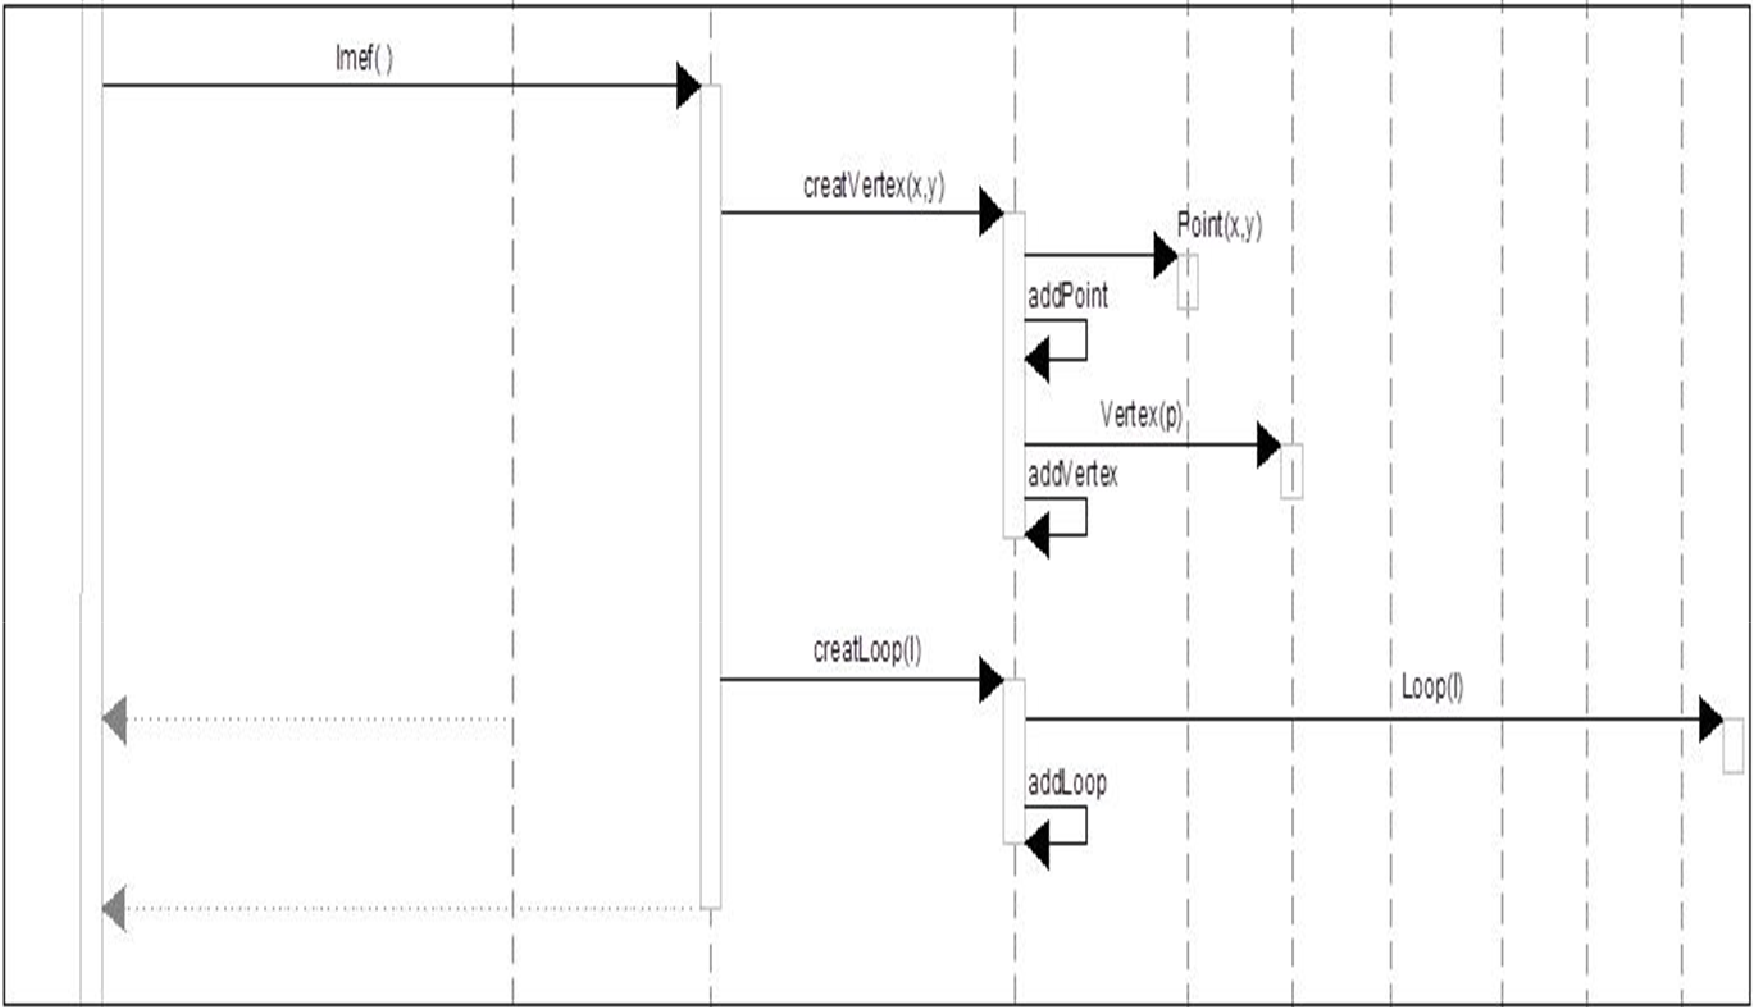 lmef( )
creatVertex(x,y)
Point(x,y)
addPoint
Vertex(p)
addVertex
creatLoop(l)
Loop(l)
addLoop